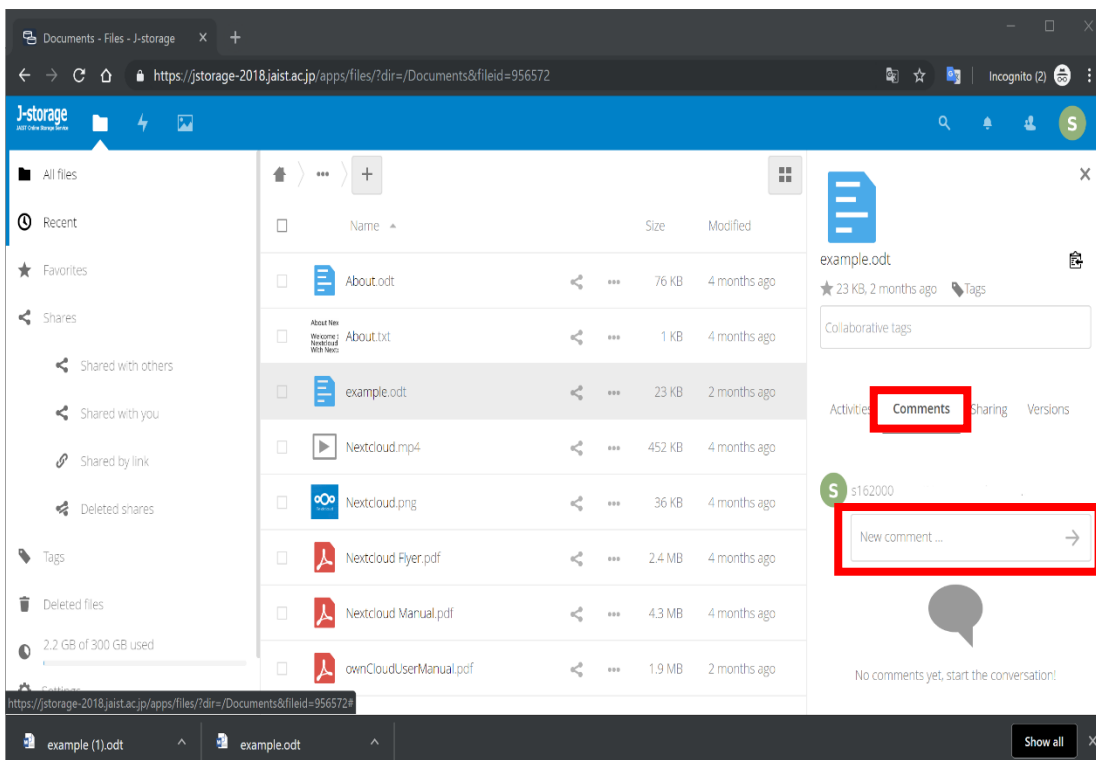 Documents - Files - J-storage
https://jstorage-2018.jaist.ac.jp/apps/files/?dir=/Documents&fileid=956572
Incognito (2)
J-storage
JAIST Online Storage Service
S
All files
Recent
Favorites
Shares
Shared with others
Shared with you
Shared by link
Deleted shares
Tags
Deleted files
2.2 GB of 300 GB used
Settings
https://jstorage-2018.jaist.ac.jp/apps/files/?dir=/Documents&fileid=956572#
Name Size Modified
About.odt 76 KB 4 months ago
About.txt 1 KB 4 months ago
example.odt 23 KB 2 months ago
Nextcloud.mp4 452 KB 4 months ago
Nextcloud.png 36 KB 4 months ago
Nextcloud Flyer.pdf 2.4 MB 4 months ago
Nextcloud Manual.pdf 4.3 MB 4 months ago
ownCloudUserManual.pdf 1.9 MB 2 months ago
example.odt
23 KB, 2 months ago Tags
Collaborative tags
Activities Comments Sharing Versions
S s162000
New comment ...
No comments yet, start the conversation!
example (1).odt example.odt Show all